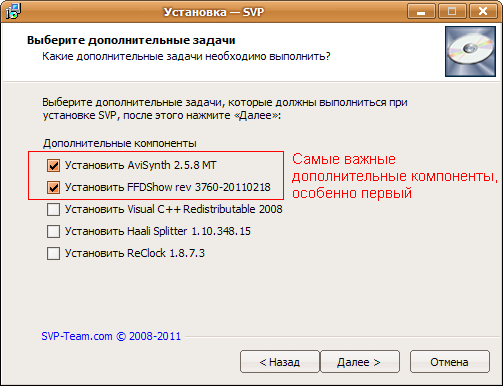 Установка — SVP
Выберите дополнительные задачи
Какие дополнительные задачи необходимо выполнить?
Выберите дополнительные задачи, которые должны выполниться при
установке SVP, после этого нажмите «Далее»:
Дополнительные компоненты
Установить AviSynth 2.5.8 MT
Установить FFDShow rev 3760-20110218
Установить Visual C++ Redistributable 2008
Установить Haali Splitter 1.10.348.15
Установить ReClock 1.8.7.3
Самые важные
дополнительные компоненты,
особенно первый
SVP-Team.com © 2008-2011
< Назад
Далее >
Отмена